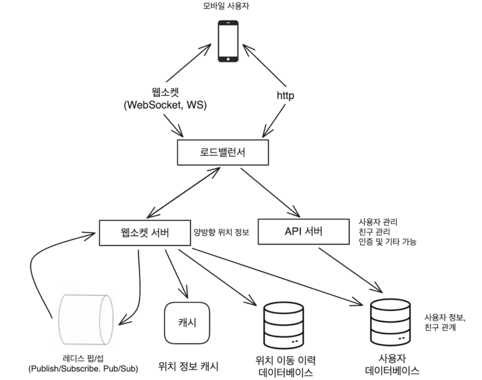 모바일 사용자
웹소켓
(WebSocket, WS)
http
로드밸런서
웹소켓 서버
양방향 위치 정보
API 서버
사용자 관리
친구 관리
인증 및 기타 기능
캐시
레디스 펍/섭
(Publish/Subscribe. Pub/Sub)
위치 정보 캐시
위치 이동 이력
데이터베이스
사용자
데이터베이스
사용자 정보,
친구 관계